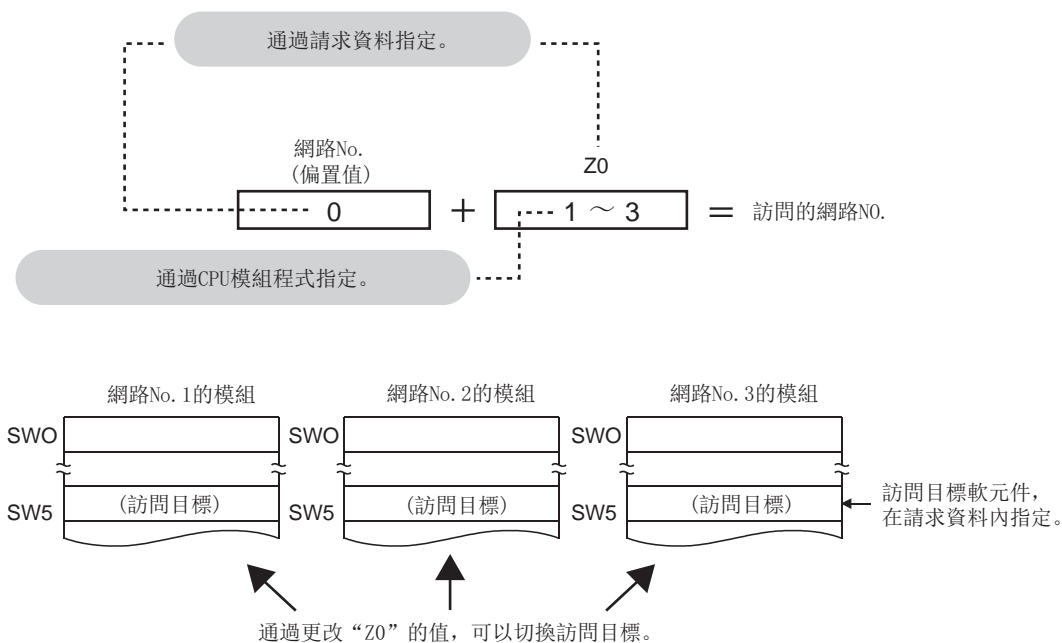 通過請求資料指定。
網路No.
(偏置值)
Z0
0 + 1 ～ 3 = 訪問的網路NO.
通過CPU模組程式指定。
網路No.1的模組 網路No.2的模組 網路No.3的模組
SWO SWO SWO
SW5 (訪問目標) SW5 (訪問目標) SW5 (訪問目標)
訪問目標軟元件，
在請求資料內指定。
通過更改“Z0”的值，可以切換訪問目標。